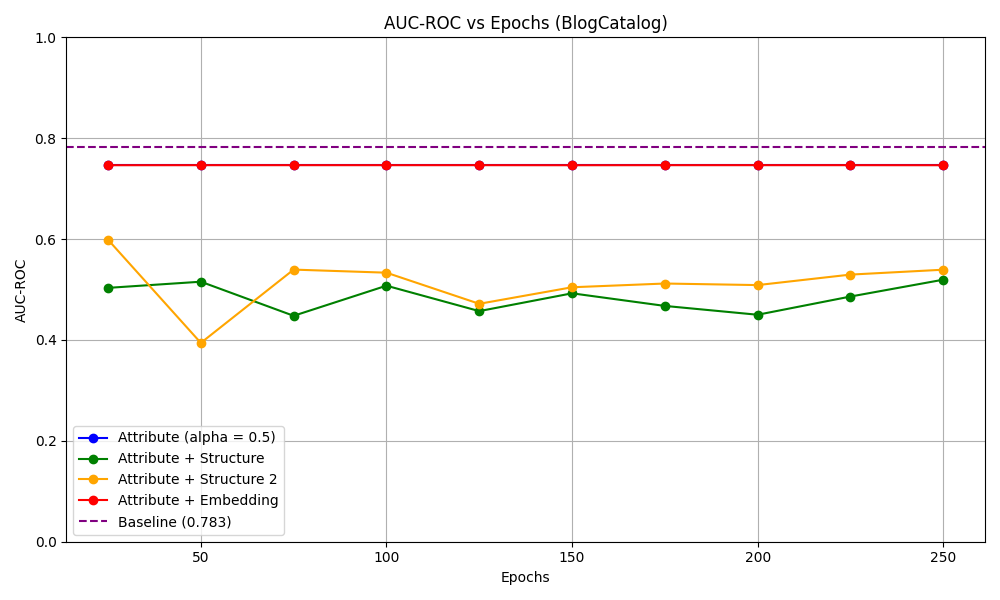 AUC-ROC vs Epochs (BlogCatalog)
1.0
0.8
0.6
0.4
0.2
0.0
AUC-ROC
Attribute (alpha = 0.5)
Attribute + Structure
Attribute + Structure 2
Attribute + Embedding
Baseline (0.783)
50 100 150 200 250
Epochs